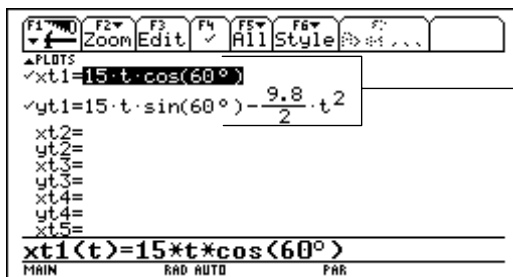 F1 F2 F3 F4 F5 F6 F7
Zoom Edit ✓ All Style
▲PLOTS
✓xt1=15·t·cos(60°)
✓yt1=15·t·sin(60°)-9.8/2·t²
xt2=
yt2=
xt3=
yt3=
xt4=
yt4=
xt5=
xt1(t)=15*t*cos(60°)
MAIN RAD AUTO PAR